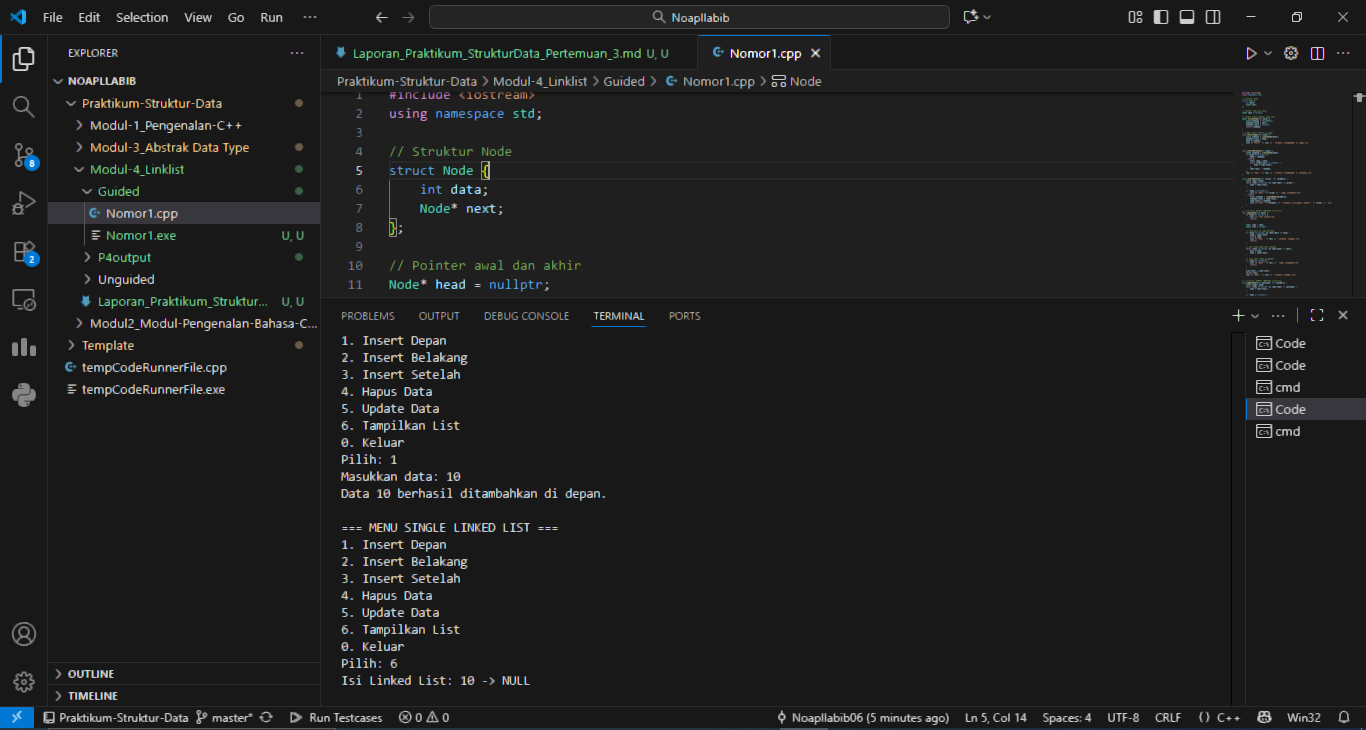 File Edit Selection View Go Run ···
Noapllabib
EXPLORER ···
NOAPLLABIB
Praktikum-Struktur-Data
Modul-1_Pengenalan-C++
Modul-3_Abstrak Data Type
Modul-4_Linklist
Guided
Nomor1.cpp
Nomor1.exe U, U
P4output
Unguided
Laporan_Praktikum_Struktur... U, U
Modul2_Modul-Pengenalan-Bahasa-C...
Template
tempCodeRunnerFile.cpp
tempCodeRunnerFile.exe
OUTLINE
TIMELINE
8
2
Laporan_Praktikum_StrukturData_Pertemuan_3.md U, U
Nomor1.cpp
Praktikum-Struktur-Data > Modul-4_Linklist > Guided > Nomor1.cpp > Node
1 #include <iostream>
2 using namespace std;
3
4 // Struktur Node
5 struct Node {
6 int data;
7 Node* next;
8 };
9
10 // Pointer awal dan akhir
11 Node* head = nullptr;
PROBLEMS OUTPUT DEBUG CONSOLE TERMINAL PORTS
1. Insert Depan
2. Insert Belakang
3. Insert Setelah
4. Hapus Data
5. Update Data
6. Tampilkan List
0. Keluar
Pilih: 1
Masukkan data: 10
Data 10 berhasil ditambahkan di depan.
=== MENU SINGLE LINKED LIST ===
1. Insert Depan
2. Insert Belakang
3. Insert Setelah
4. Hapus Data
5. Update Data
6. Tampilkan List
0. Keluar
Pilih: 6
Isi Linked List: 10 -> NULL
Code
Code
cmd
Code
cmd
Praktikum-Struktur-Data master* Run Testcases 0 0 Noapllabib06 (5 minutes ago) Ln 5, Col 14 Spaces: 4 UTF-8 CRLF C++ Win32